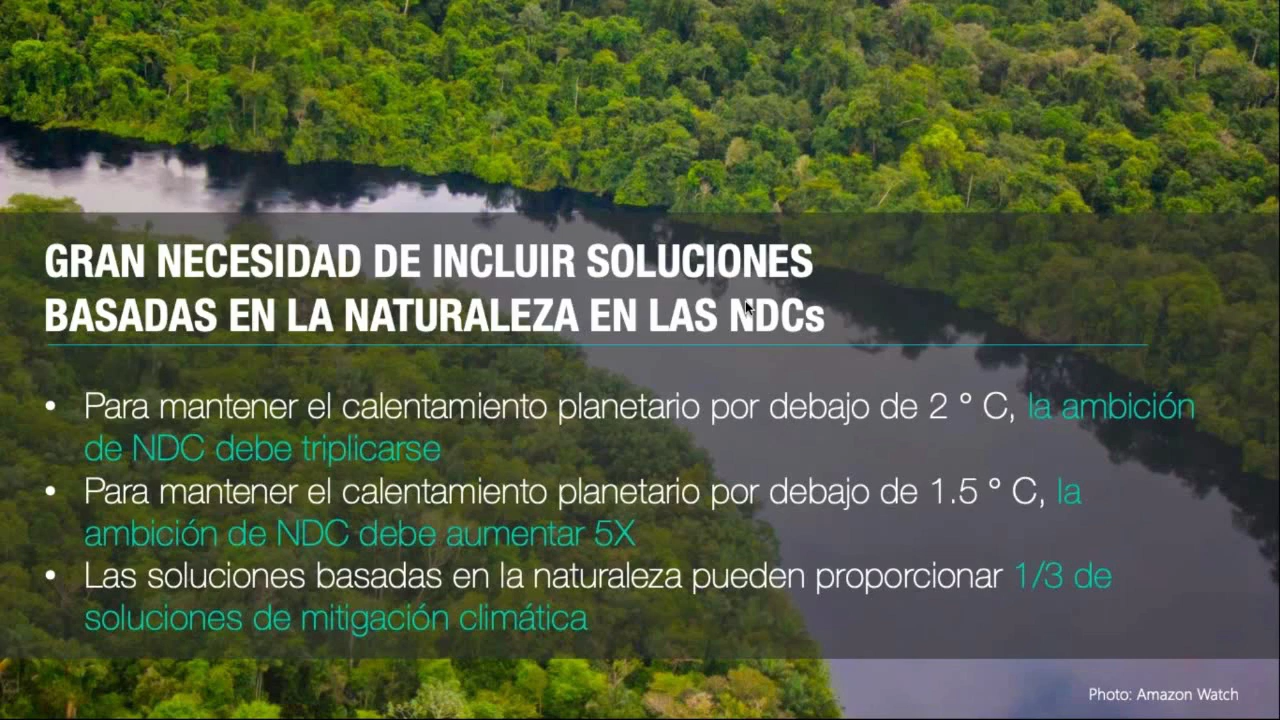 GRAN NECESIDAD DE INCLUIR SOLUCIONES
BASADAS EN LA NATURALEZA EN LAS NDCs
• Para mantener el calentamiento planetario por debajo de 2 ° C, la ambición
de NDC debe triplicarse
• Para mantener el calentamiento planetario por debajo de 1.5 ° C, la
ambición de NDC debe aumentar 5X
• Las soluciones basadas en la naturaleza pueden proporcionar 1/3 de
soluciones de mitigación climática
Photo: Amazon Watch